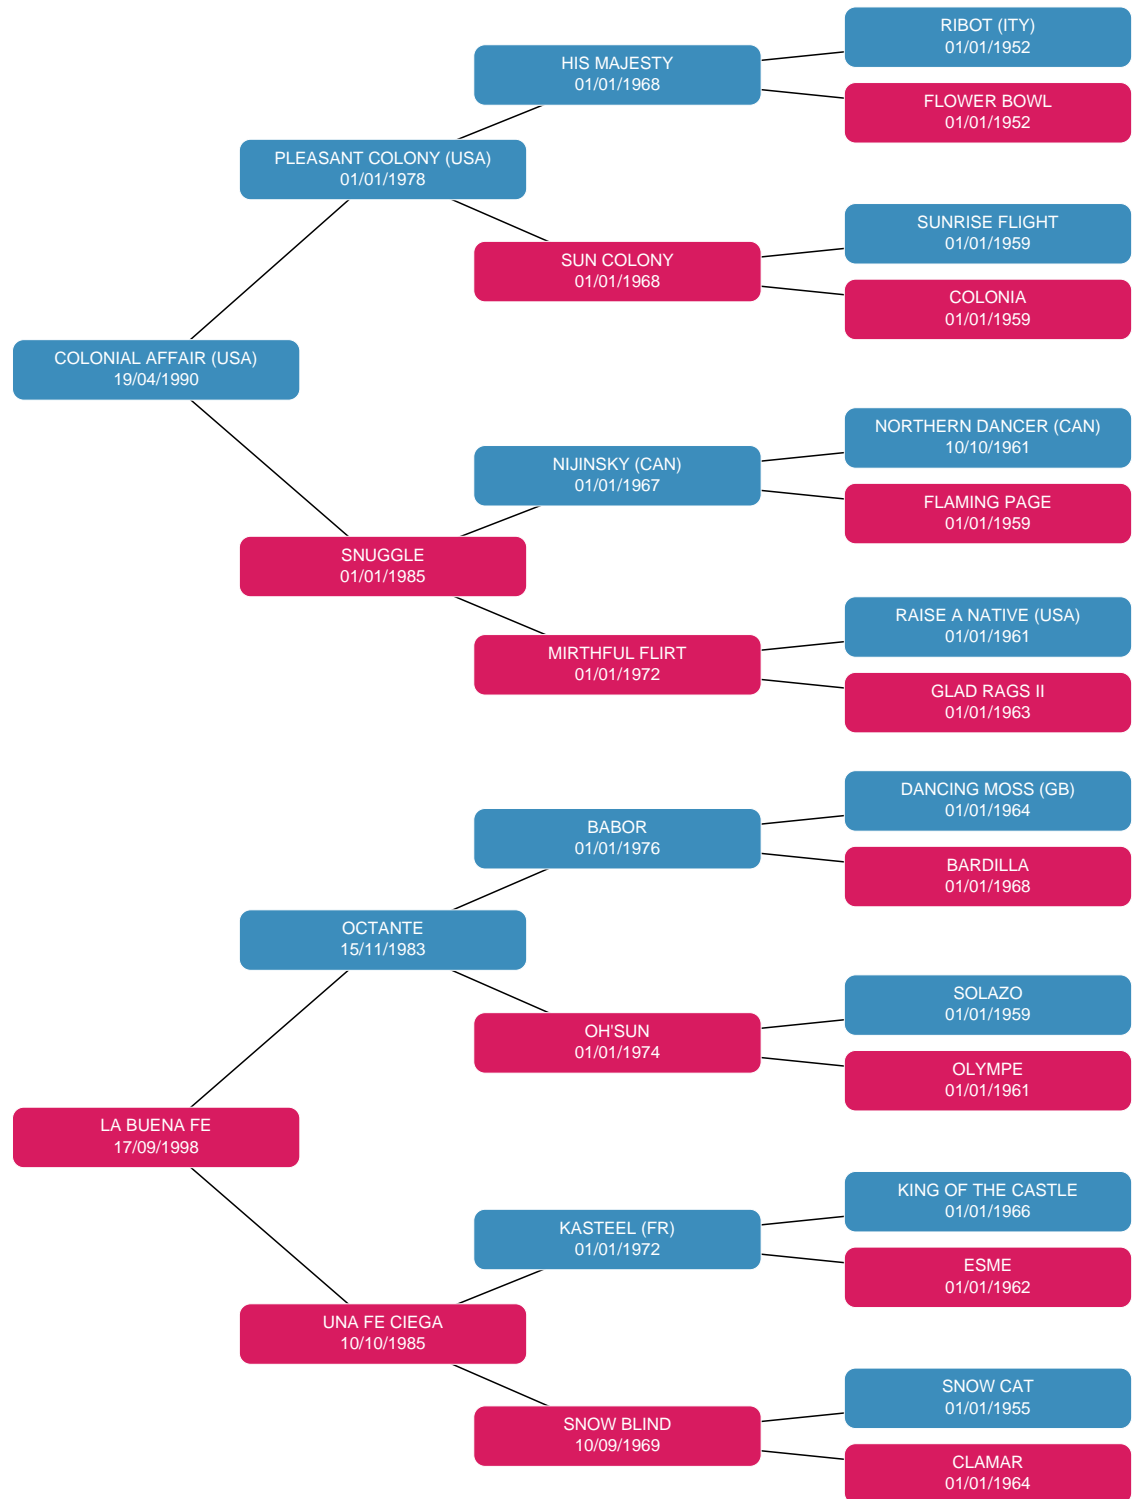 RIBOT (ITY)
01/01/1952
HIS MAJESTY
01/01/1968
FLOWER BOWL
01/01/1952
PLEASANT COLONY (USA)
01/01/1978
SUNRISE FLIGHT
01/01/1959
SUN COLONY
01/01/1968
COLONIA
01/01/1959
COLONIAL AFFAIR (USA)
19/04/1990
NORTHERN DANCER (CAN)
10/10/1961
NIJINSKY (CAN)
01/01/1967
FLAMING PAGE
01/01/1959
SNUGGLE
01/01/1985
RAISE A NATIVE (USA)
01/01/1961
MIRTHFUL FLIRT
01/01/1972
GLAD RAGS II
01/01/1963
DANCING MOSS (GB)
01/01/1964
BABOR
01/01/1976
BARDILLA
01/01/1968
OCTANTE
15/11/1983
SOLAZO
01/01/1959
OH'SUN
01/01/1974
OLYMPE
01/01/1961
LA BUENA FE
17/09/1998
KING OF THE CASTLE
01/01/1966
KASTEEL (FR)
01/01/1972
ESME
01/01/1962
UNA FE CIEGA
10/10/1985
SNOW CAT
01/01/1955
SNOW BLIND
10/09/1969
CLAMAR
01/01/1964